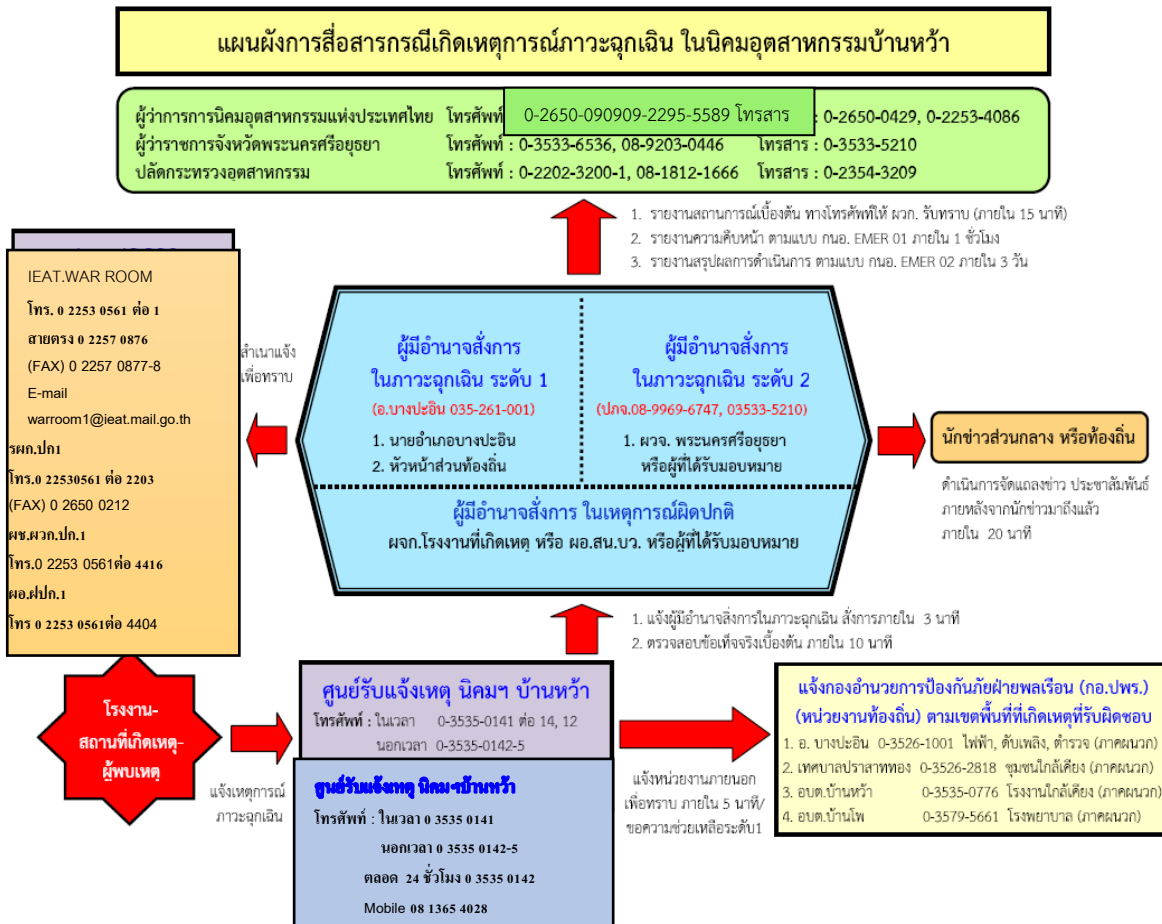 แผนผังการสื่อสารกรณีเกิดเหตุการณ์ภาวะฉุกเฉิน ในนิคมอุตสาหกรรมบ้านหว้า
ผู้ว่าการการนิคมอุตสาหกรรมแห่งประเทศไทย โทรศัพท์ 0-2650-090909-2295-5589 โทรสาร : 0-2650-0429, 0-2253-4086
ผู้ว่าราชการจังหวัดพระนครศรีอยุธยา โทรศัพท์ : 0-3533-6536, 08-9203-0446 โทรสาร : 0-3533-5210
ปลัดกระทรวงอุตสาหกรรม โทรศัพท์ : 0-2202-3200-1, 08-1812-1666 โทรสาร : 0-2354-3209
1. รายงานสถานการณ์เบื้องต้น ทางโทรศัพท์ให้ ผวก. รับทราบ (ภายใน 15 นาที)
2. รายงานความคืบหน้า ตามแบบ กนอ. EMER 01 ภายใน 1 ชั่วโมง
3. รายงานสรุปผลการดำเนินการ ตามแบบ กนอ. EMER 02 ภายใน 3 วัน
IEAT.WAR ROOM
โทร. 0 2253 0561 ต่อ 1
สายตรง 0 2257 0876
(FAX) 0 2257 0877-8
E-mail
warroom1@ieat.mail.go.th
รผก.ปก1
โทร.0 22530561 ต่อ 2203
(FAX) 0 2650 0212
ผช.ผวก.ปก.1
โทร.0 2253 0561ต่อ 4416
ผอ.ฝปก.1
โทร 0 2253 0561ต่อ 4404
สำเนาแจ้ง
เพื่อทราบ
ผู้มีอำนาจสั่งการ
ในภาวะฉุกเฉิน ระดับ 1
(อ.บางปะอิน 035-261-001)
1. นายอำเภอบางปะอิน
2. หัวหน้าส่วนท้องถิ่น
ผู้มีอำนาจสั่งการ
ในภาวะฉุกเฉิน ระดับ 2
(ปภจ.08-9969-6747, 03533-5210)
1. ผวจ. พระนครศรีอยุธยา
หรือผู้ที่ได้รับมอบหมาย
ผู้มีอำนาจสั่งการ ในเหตุการณ์ผิดปกติ
ผจก.โรงงานที่เกิดเหตุ หรือ ผอ.สน.บว. หรือผู้ที่ได้รับมอบหมาย
นักข่าวส่วนกลาง หรือท้องถิ่น
ดำเนินการจัดแถลงข่าว ประชาสัมพันธ์
ภายหลังจากนักข่าวมาถึงแล้ว
ภายใน 20 นาที
1. แจ้งผู้มีอำนาจสิ่งการในภาวะฉุกเฉิน สั่งการภายใน 3 นาที
2. ตรวจสอบข้อเท็จจริงเบื้องต้น ภายใน 10 นาที
โรงงาน-
สถานที่เกิดเหตุ-
ผู้พบเหตุ
แจ้งเหตุการณ์
ภาวะฉุกเฉิน
ศูนย์รับแจ้งเหตุ นิคมฯ บ้านหว้า
โทรศัพท์ : ในเวลา 0-3535-0141 ต่อ 14, 12
นอกเวลา 0-3535-0142-5
ศูนย์รับแจ้งเหตุ นิคมฯบ้านหว้า
โทรศัพท์ : ในเวลา 0 3535 0141
นอกเวลา 0 3535 0142-5
ตลอด 24 ชั่วโมง 0 3535 0142
Mobile 08 1365 4028
แจ้งหน่วยงานภายนอก
เพื่อทราบ ภายใน 5 นาที/
ขอความช่วยเหลือระดับ1
แจ้งกองอำนวยการป้องกันภัยฝ่ายพลเรือน (กอ.ปพร.)
(หน่วยงานท้องถิ่น) ตามเขตพื้นที่ที่เกิดเหตุที่รับผิดชอบ
1. อ. บางปะอิน 0-3526-1001 ไฟฟ้า, ดับเพลิง, ตำรวจ (ภาคผนวก)
2. เทศบาลปราสาททอง 0-3526-2818 ชุมชนใกล้เคียง (ภาคผนวก)
3. อบต.บ้านหว้า 0-3535-0776 โรงงานใกล้เคียง (ภาคผนวก)
4. อบต.บ้านโพ 0-3579-5661 โรงพยาบาล (ภาคผนวก)